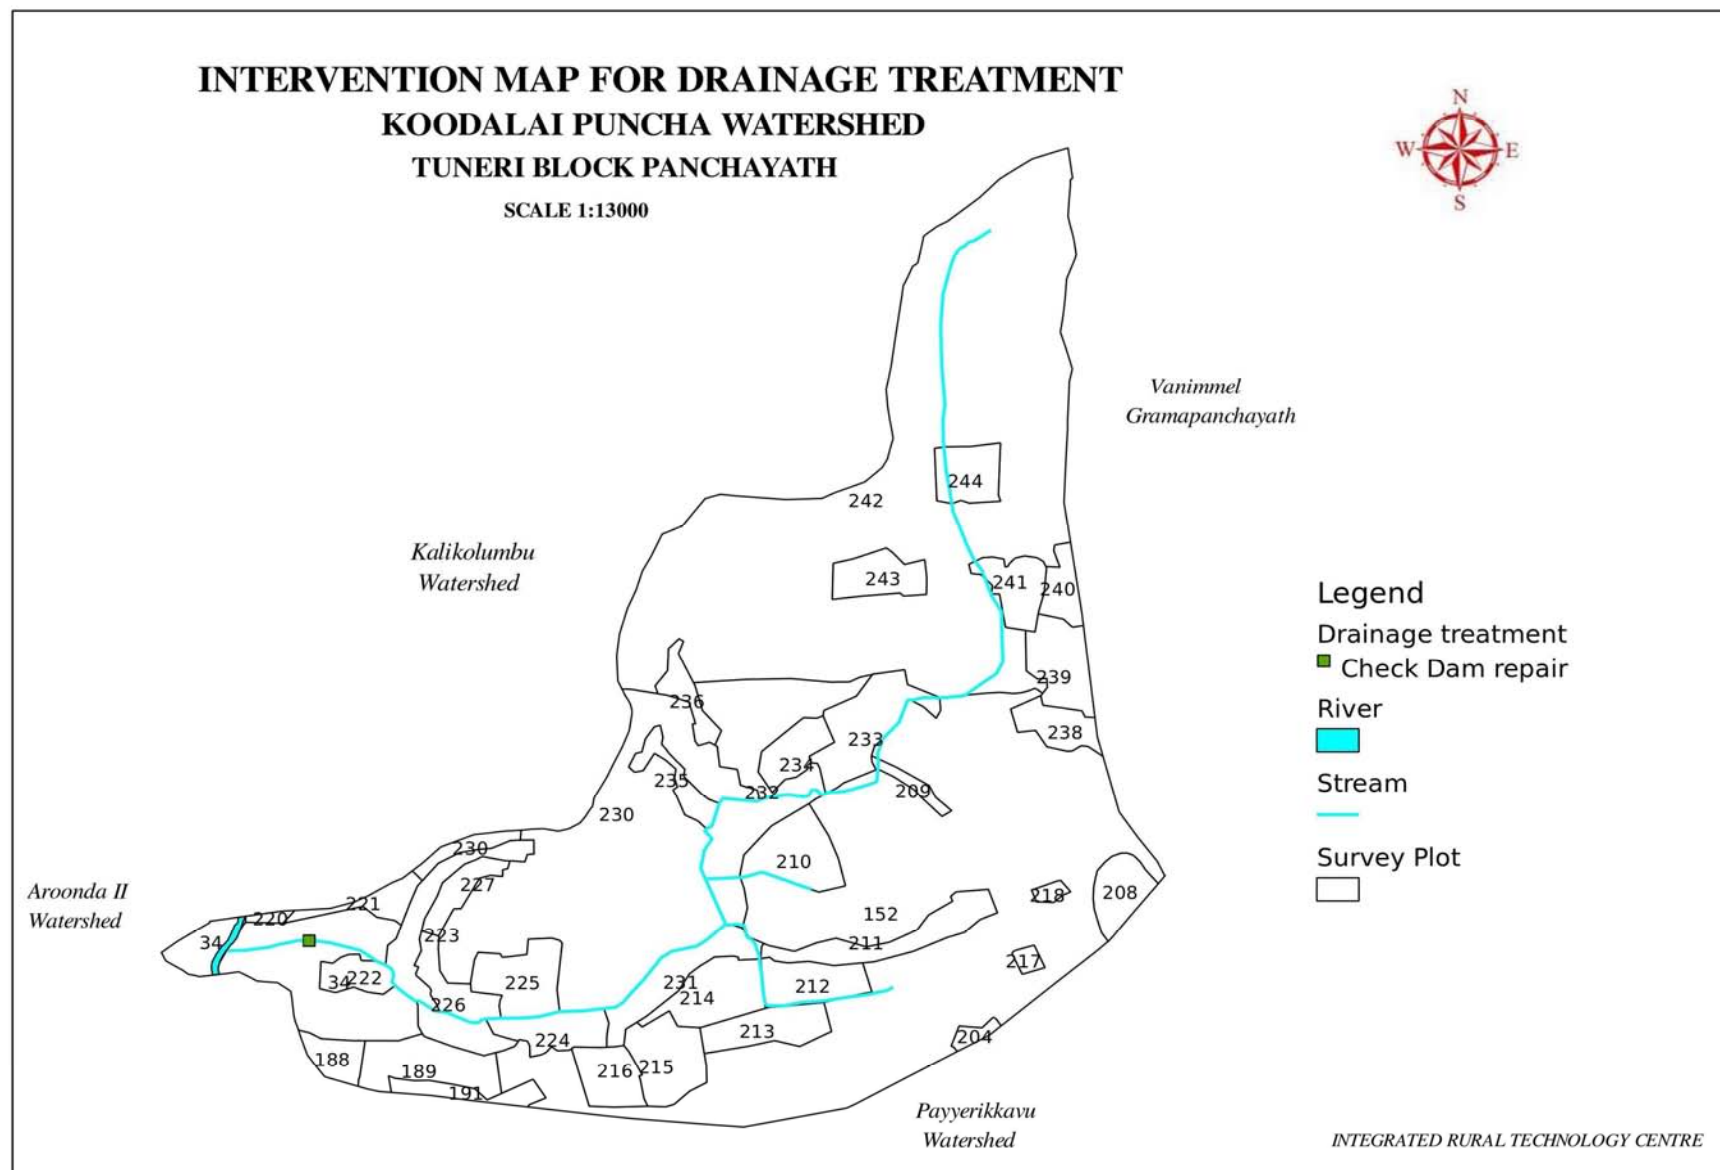 INTERVENTION MAP FOR DRAINAGE TREATMENT
KOODALAI PUNCHA WATERSHED
TUNERI BLOCK PANCHAYATH
SCALE 1:13000
N
W
E
S
Vanimmel
Gramapanchayath
244
242
Kalikolumbu
Watershed
243
241
240
239
236
238
233
234
235
232
209
230
230
210
227
Aroonda II
Watershed
221
220
218
208
152
34
223
211
217
34
222
225
231
212
214
226
213
224
204
188
189
216
215
191
Legend
Drainage treatment
Check Dam repair
River
Stream
Survey Plot
Payyerikkavu
Watershed
INTEGRATED RURAL TECHNOLOGY CENTRE